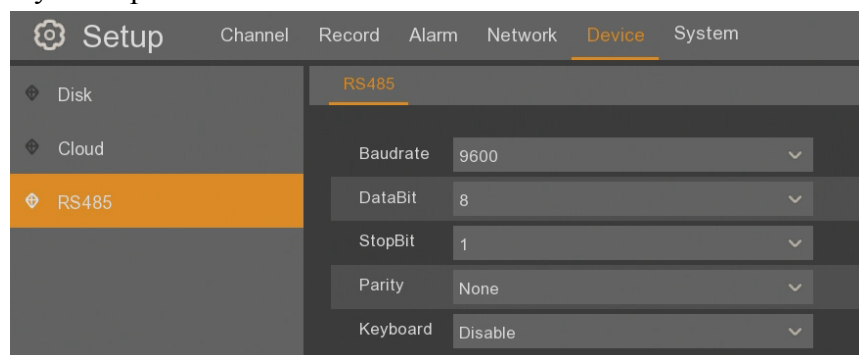 Setup Channel Record Alarm Network Device System
Disk
Cloud
RS485
RS485
Baudrate 9600
DataBit 8
StopBit 1
Parity None
Keyboard Disable